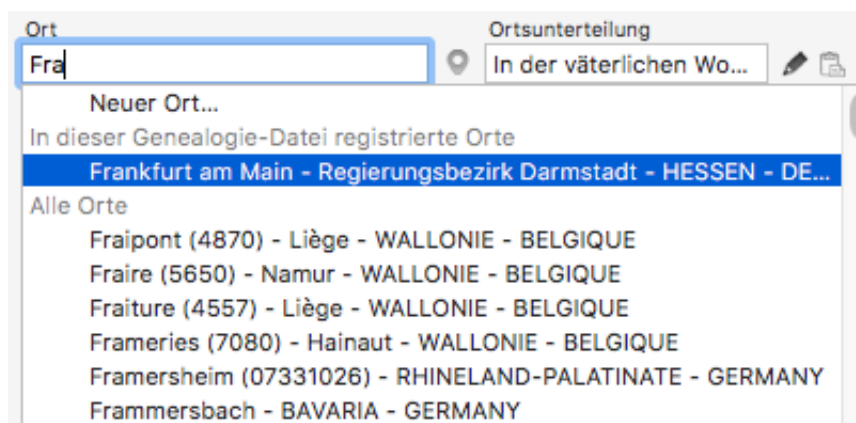 Ort Ortsunterteilung
Fra In der väterlichen Wo...
Neuer Ort...
In dieser Genealogie-Datei registrierte Orte
Frankfurt am Main - Regierungsbezirk Darmstadt - HESSEN - DE...
Alle Orte
Fraipont (4870) - Liège - WALLONIE - BELGIQUE
Fraire (5650) - Namur - WALLONIE - BELGIQUE
Fraiture (4557) - Liège - WALLONIE - BELGIQUE
Frameries (7080) - Hainaut - WALLONIE - BELGIQUE
Framersheim (07331026) - RHINELAND-PALATINATE - GERMANY
Frammersbach - BAVARIA - GERMANY